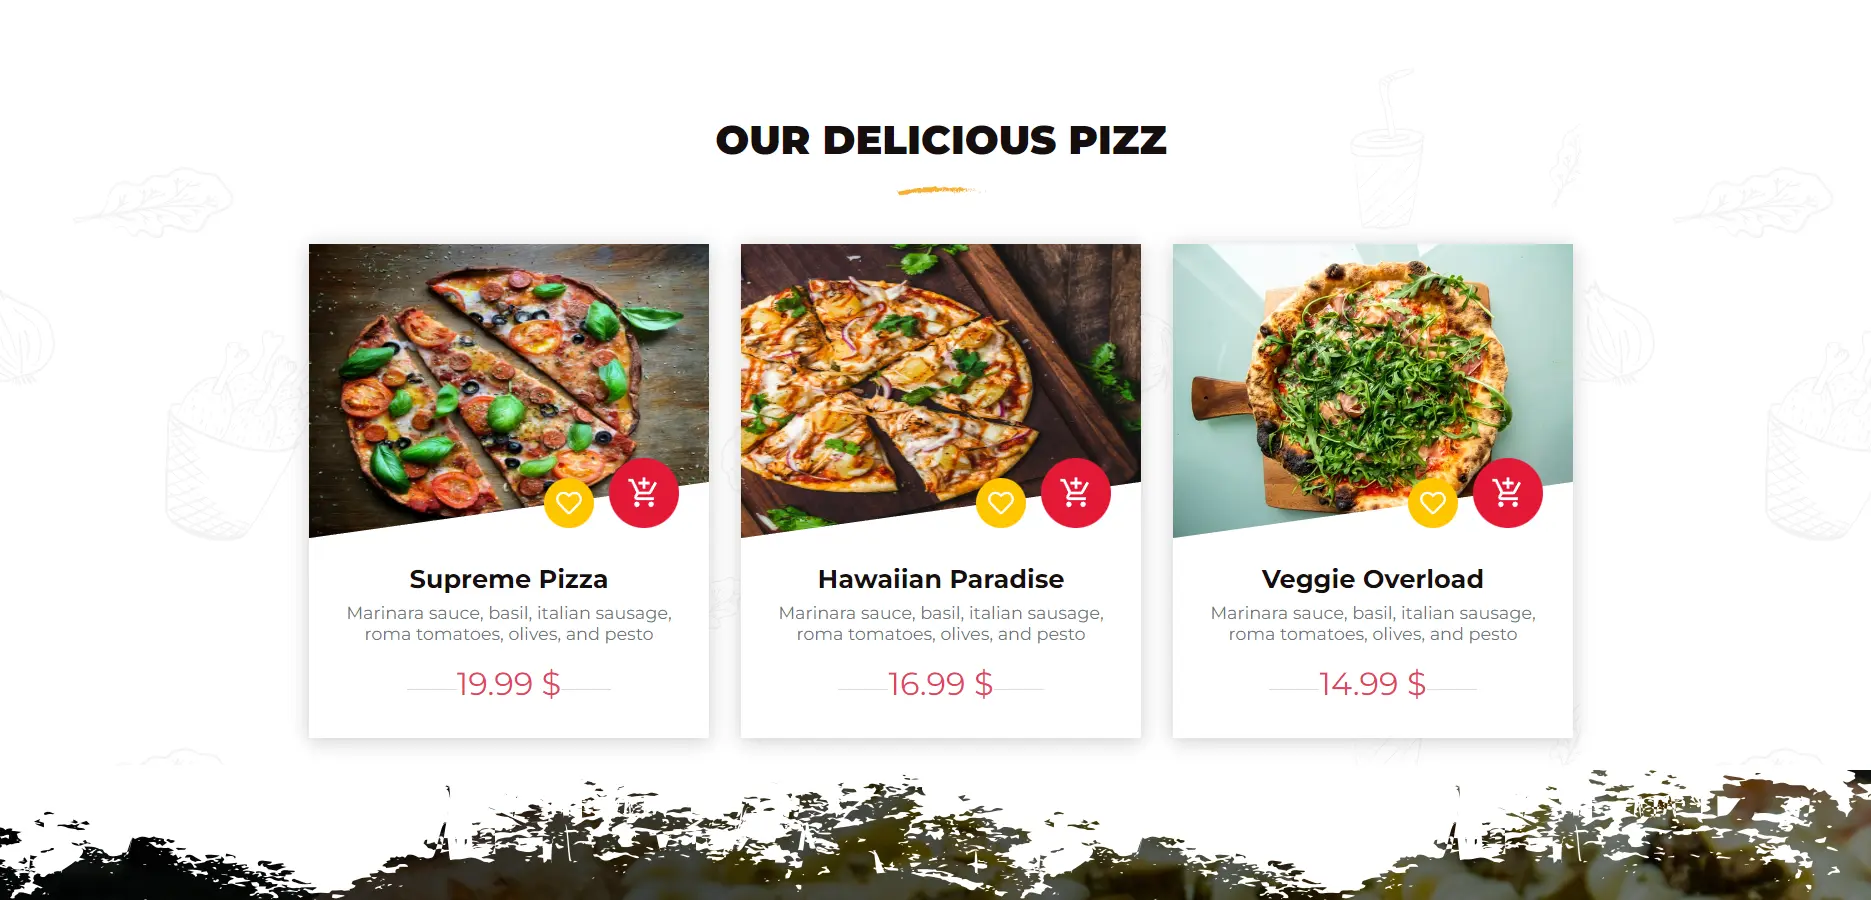 OUR DELICIOUS PIZZ
Supreme Pizza
Marinara sauce, basil, italian sausage,
roma tomatoes, olives, and pesto
19.99 $
Hawaiian Paradise
Marinara sauce, basil, italian sausage,
roma tomatoes, olives, and pesto
16.99 $
Veggie Overload
Marinara sauce, basil, italian sausage,
roma tomatoes, olives, and pesto
14.99 $